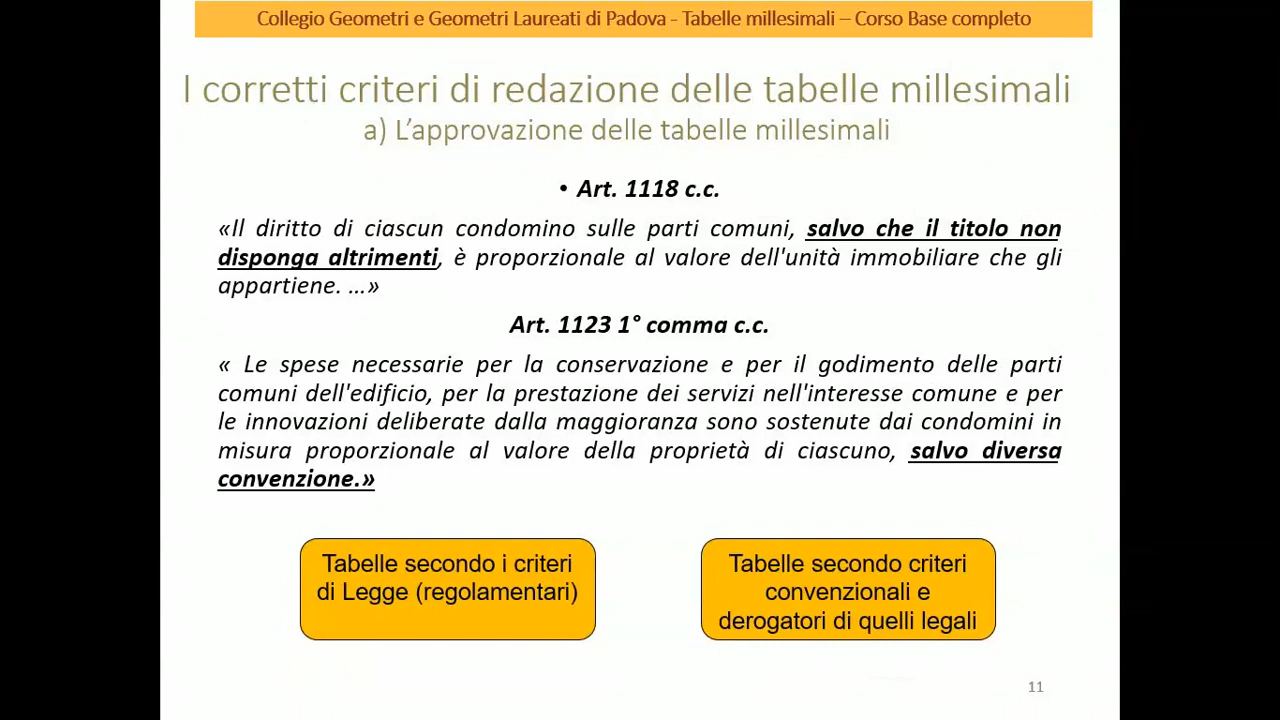 Collegio Geometri e Geometri Laureati di Padova - Tabelle millesimali – Corso Base completo
I corretti criteri di redazione delle tabelle millesimali
a) L'approvazione delle tabelle millesimali
• Art. 1118 c.c.
«Il diritto di ciascun condomino sulle parti comuni, salvo che il titolo non
disponga altrimenti, è proporzionale al valore dell'unità immobiliare che gli
appartiene. ...»
Art. 1123 1° comma c.c.
« Le spese necessarie per la conservazione e per il godimento delle parti
comuni dell'edificio, per la prestazione dei servizi nell'interesse comune e per
le innovazioni deliberate dalla maggioranza sono sostenute dai condomini in
misura proporzionale al valore della proprietà di ciascuno, salvo diversa
convenzione.»
Tabelle secondo i criteri
di Legge (regolamentari)
Tabelle secondo criteri
convenzionali e
derogatori di quelli legali
11